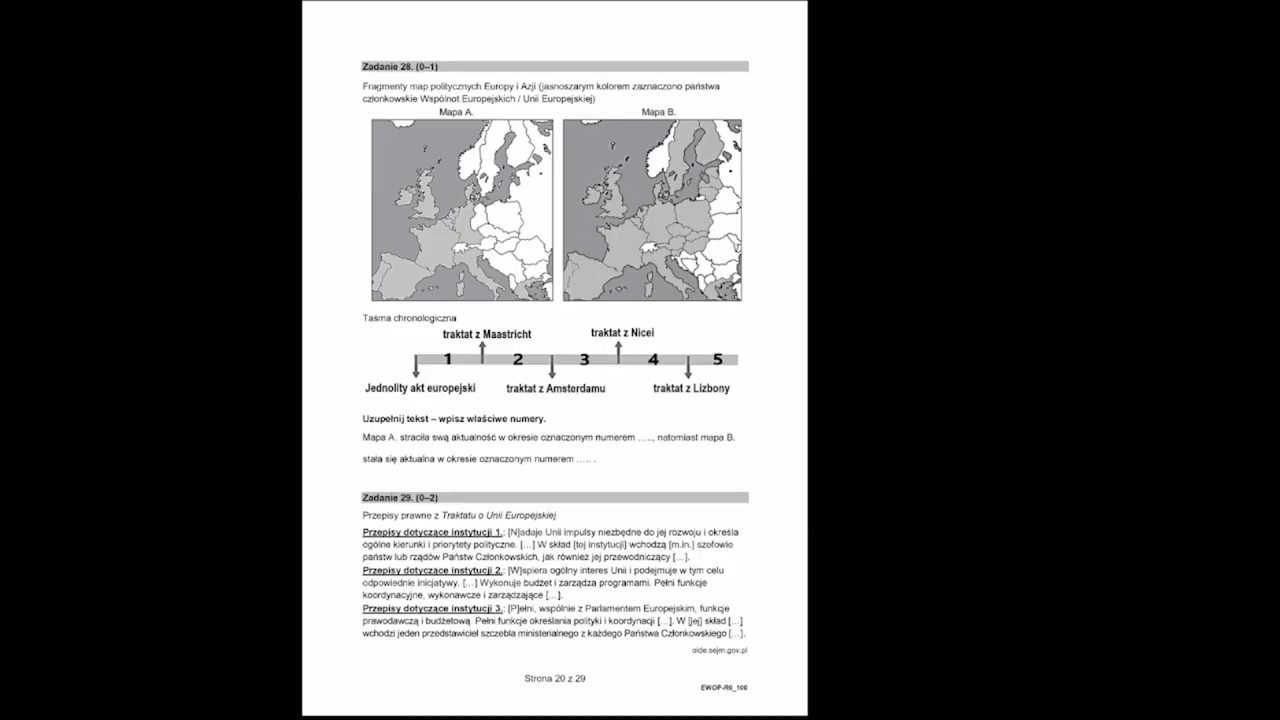 Zadanie 28. (0–1)
Fragmenty map politycznych Europy i Azji (jasnoszarym kolorem zaznaczono państwa
członkowskie Wspólnot Europejskich / Unii Europejskiej)
Mapa A. Mapa B.
Taśma chronologiczna
traktat z Maastricht traktat z Nicei
1 2 3 4 5
Jednolity akt europejski traktat z Amsterdamu traktat z Lizbony
Uzupełnij tekst – wpisz właściwe numery.
Mapa A. straciła swą aktualność w okresie oznaczonym numerem ….., natomiast mapa B.
stała się aktualna w okresie oznaczonym numerem ….. .
Zadanie 29. (0–2)
Przepisy prawne z Traktatu o Unii Europejskiej
Przepisy dotyczące instytucji 1.: [N]adaje Unii impulsy niezbędne do jej rozwoju i określa
ogólne kierunki i priorytety polityczne. […] W skład [tej instytucji] wchodzą [m.in.] szefowie
państw lub rządów Państw Członkowskich, jak również jej przewodniczący […].
Przepisy dotyczące instytucji 2.: [W]spiera ogólny interes Unii i podejmuje w tym celu
odpowiednie inicjatywy. […] Wykonuje budżet i zarządza programami. Pełni funkcje
koordynacyjne, wykonawcze i zarządzające […].
Przepisy dotyczące instytucji 3.: [P]ełni, wspólnie z Parlamentem Europejskim, funkcje
prawodawczą i budżetową. Pełni funkcje określania polityki i koordynacji […]. W [jej] skład […]
wchodzi jeden przedstawiciel szczebla ministerialnego z każdego Państwa Członkowskiego […].
oide.sejm.gov.pl
Strona 20 z 29
EWOP-R0_100